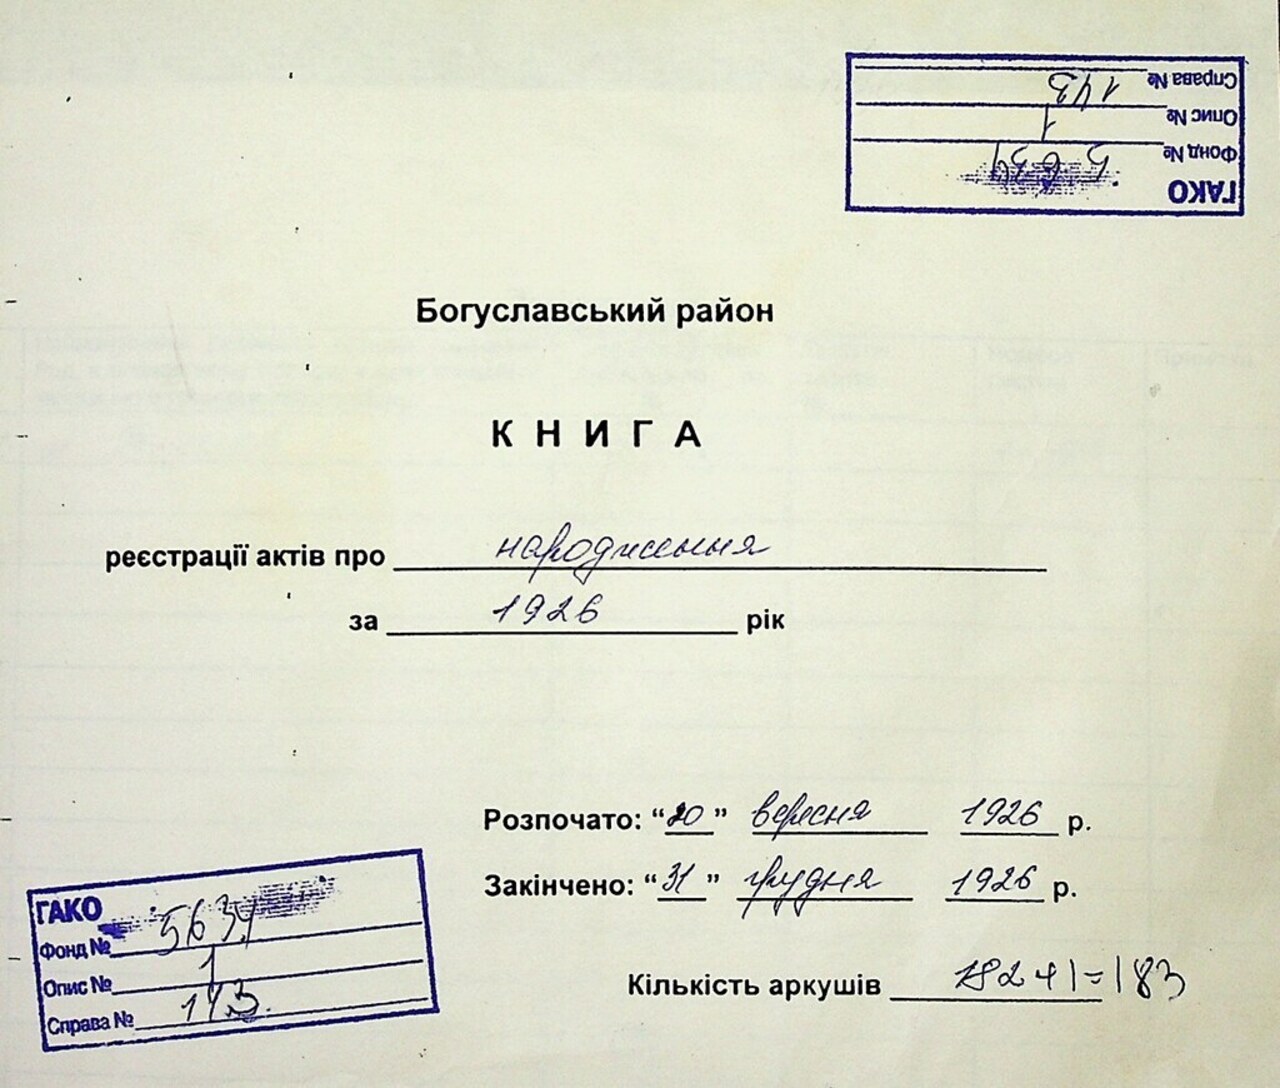 Справа № 143
Опис № 1
Фонд № 5634
ГАКО
Богуславський район
КНИГА
реєстрації актів про народження
за 1926 рік
Розпочато: “20” вересня 1926 р.
Закінчено: “31” грудня 1926 р.
ГАКО
Фонд № 5634
Опис № 1
Справа № 143.
Кількість аркушів 182+1=183